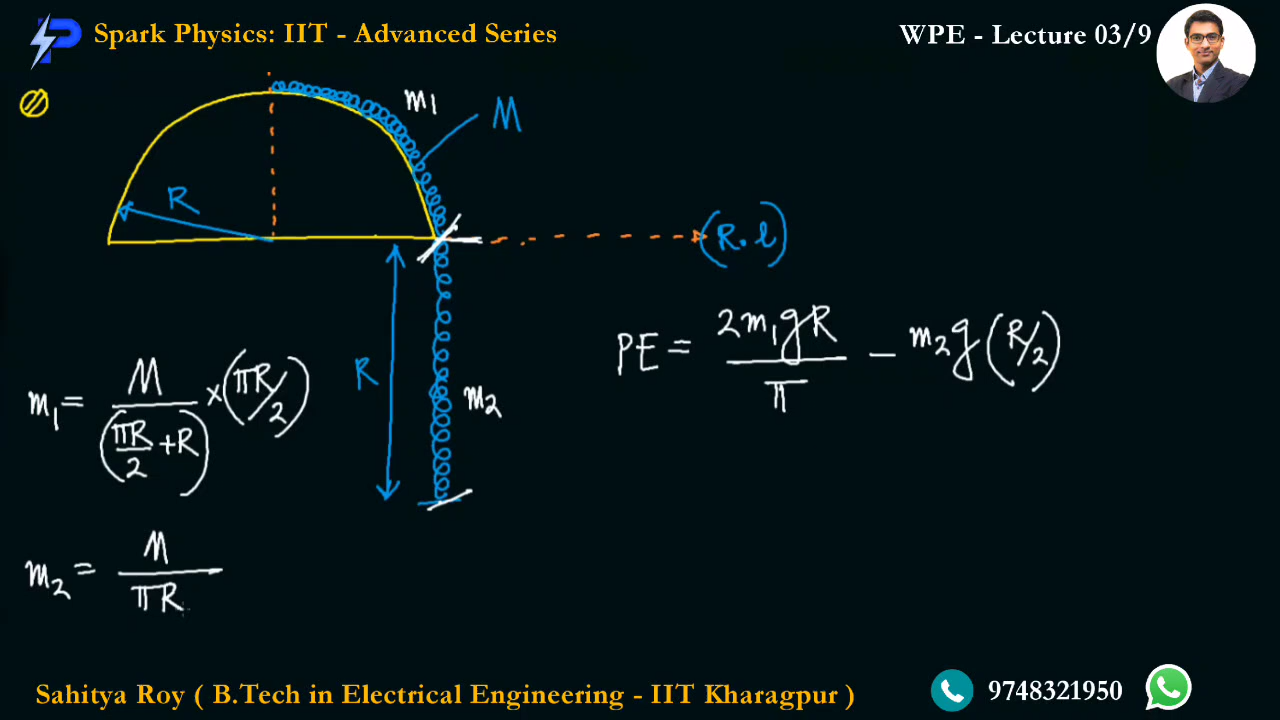 Spark Physics: IIT - Advanced Series
WPE - Lecture 03/9
m₁
M
R
(R.l)
PE = 2m₁gR/π - m₂g(R/2)
R
m₁ = M/(πR/2 + R) × (πR/2)
m₂
m₂ = M/πR
Sahitya Roy ( B.Tech in Electrical Engineering - IIT Kharagpur )
9748321950